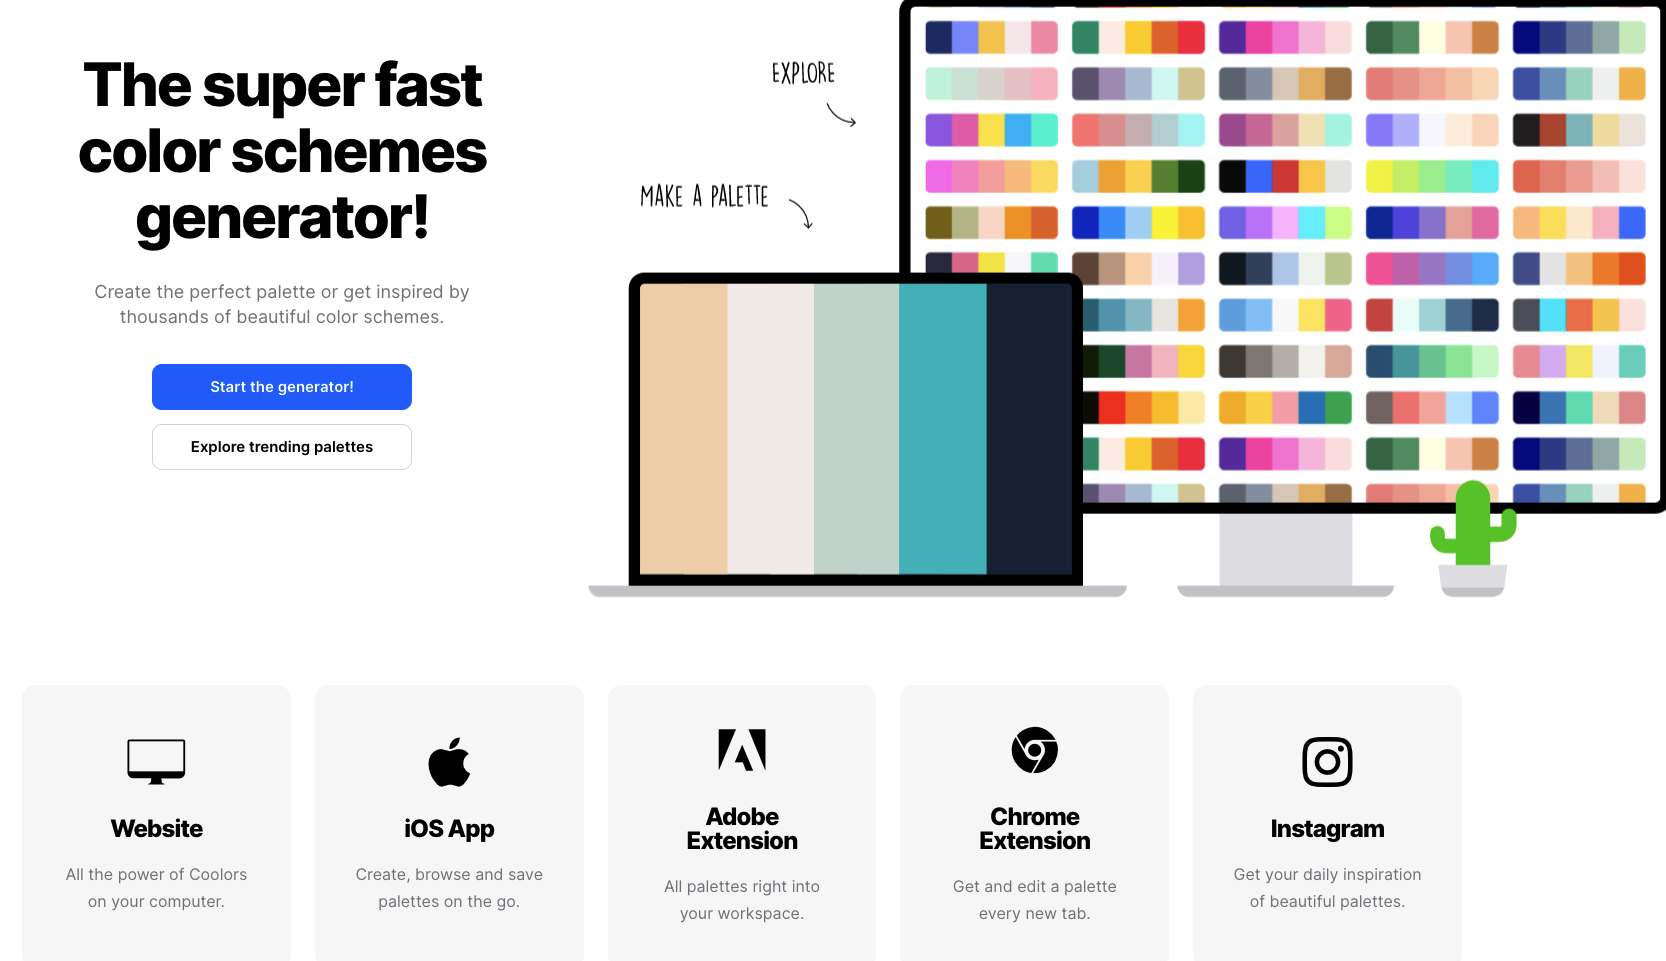 The super fast
color schemes
generator!
Create the perfect palette or get inspired by
thousands of beautiful color schemes.
Start the generator!
Explore trending palettes
EXPLORE
MAKE A PALETTE
Website
All the power of Coolors
on your computer.
iOS App
Create, browse and save
palettes on the go.
Adobe
Extension
All palettes right into
your workspace.
Chrome
Extension
Get and edit a palette
every new tab.
Instagram
Get your daily inspiration
of beautiful palettes.